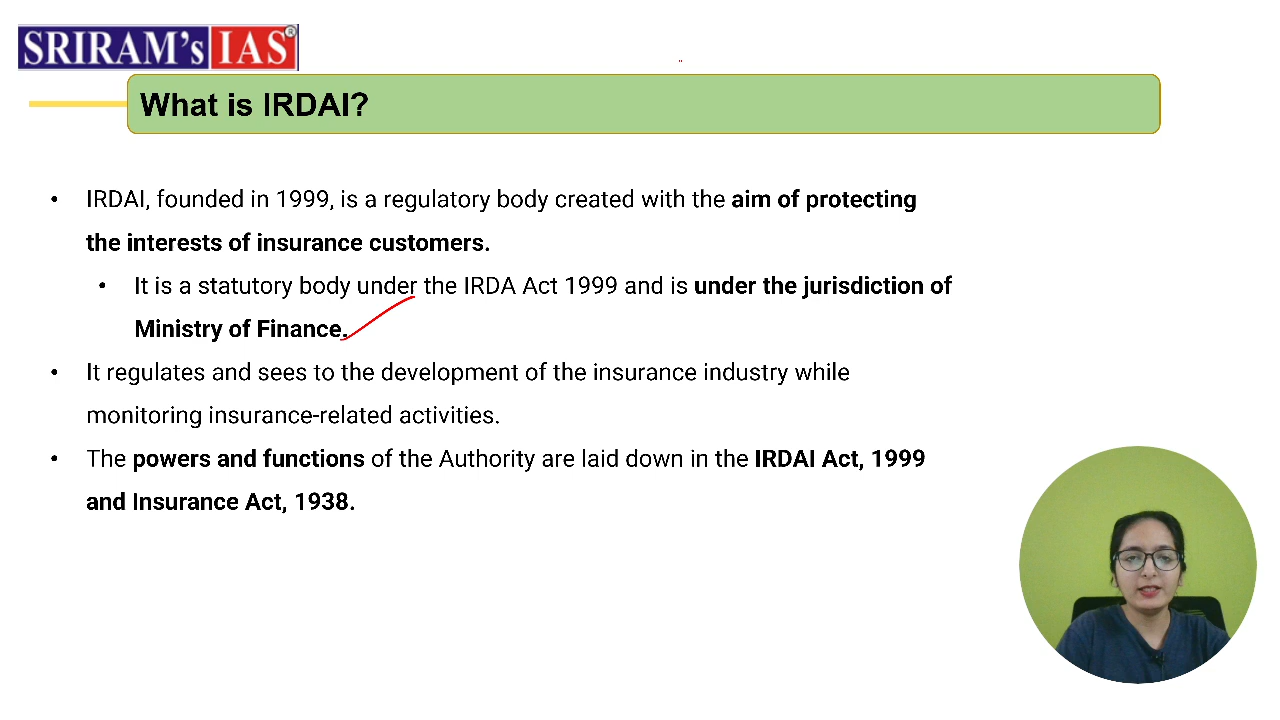 SRIRAM's IAS®
What is IRDAI?
• IRDAI, founded in 1999, is a regulatory body created with the aim of protecting
the interests of insurance customers.
• It is a statutory body under the IRDA Act 1999 and is under the jurisdiction of
Ministry of Finance.
• It regulates and sees to the development of the insurance industry while
monitoring insurance-related activities.
• The powers and functions of the Authority are laid down in the IRDAI Act, 1999
and Insurance Act, 1938.